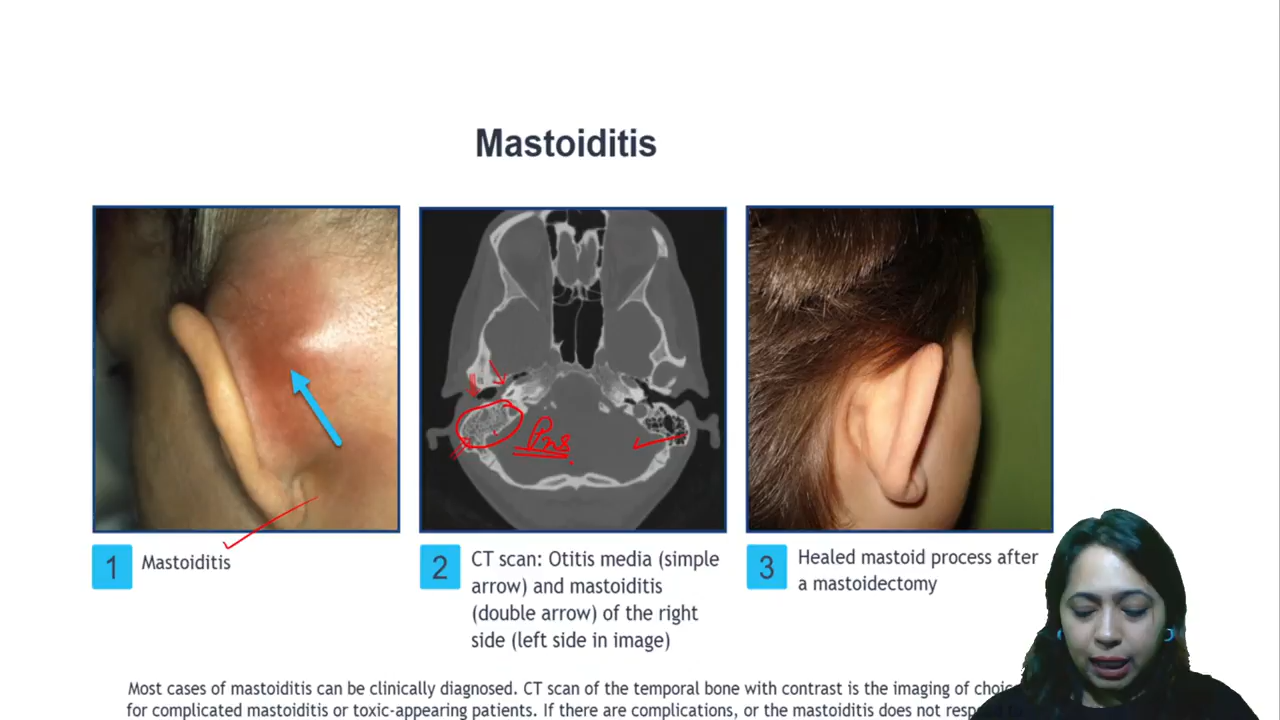 Mastoiditis
1
Mastoiditis
2
CT scan: Otitis media (simple
arrow) and mastoiditis
(double arrow) of the right
side (left side in image)
3
Healed mastoid process after
a mastoidectomy
Most cases of mastoiditis can be clinically diagnosed. CT scan of the temporal bone with contrast is the imaging of
for complicated mastoiditis or toxic-appearing patients. If there are complications, or the mastoiditis does not